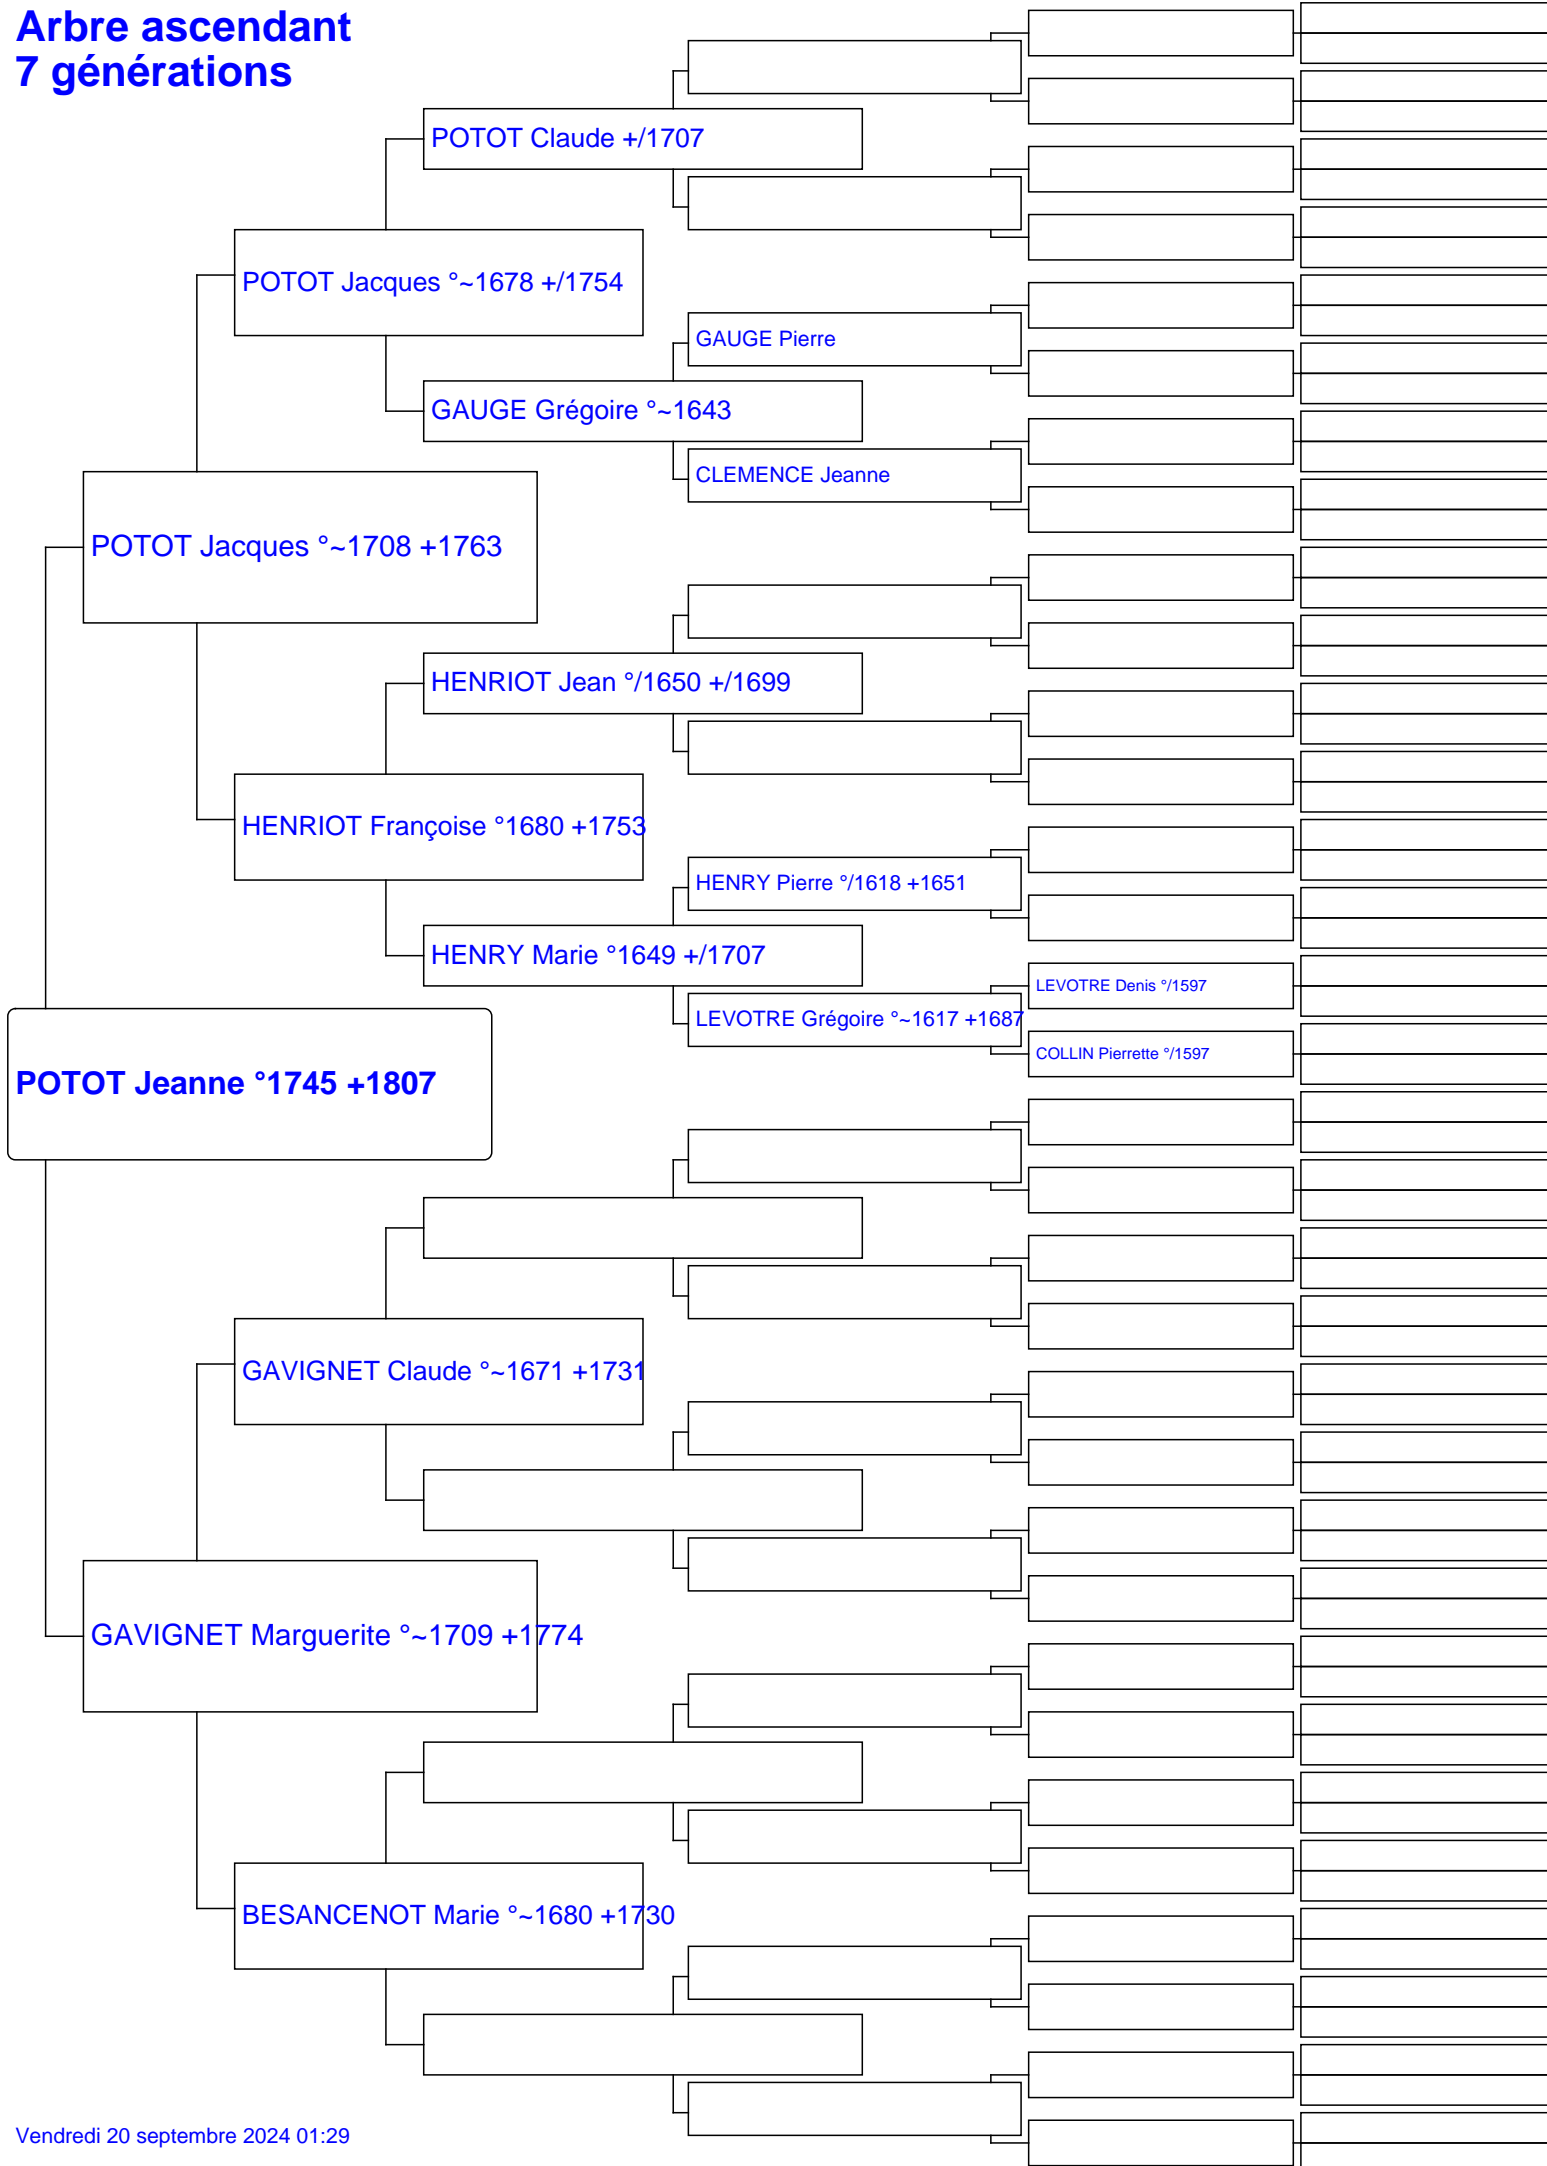 Arbre ascendant
7 générations
POTOT Claude +/1707
POTOT Jacques °~1678 +/1754
GAUGE Pierre
GAUGE Grégoire °~1643
CLEMENCE Jeanne
POTOT Jacques °~1708 +1763
HENRIOT Jean °/1650 +/1699
HENRIOT Françoise °1680 +1753
HENRY Pierre °/1618 +1651
HENRY Marie °1649 +/1707
LEVOTRE Denis °/1597
LEVOTRE Grégoire °~1617 +1687
COLLIN Pierrette °/1597
POTOT Jeanne °1745 +1807
GAVIGNET Claude °~1671 +1731
GAVIGNET Marguerite °~1709 +1774
BESANCENOT Marie °~1680 +1730
Vendredi 20 septembre 2024 01:29